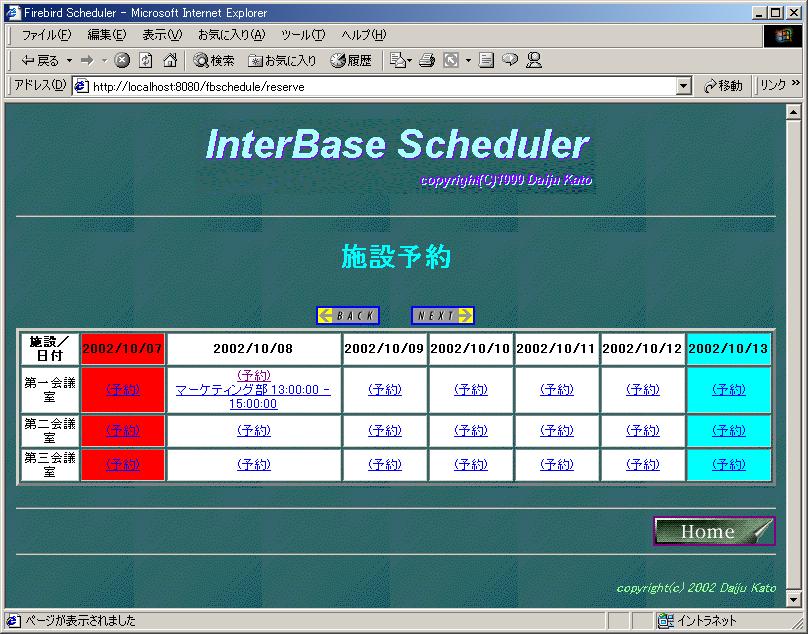 Firebird Scheduler - Microsoft Internet Explorer
ファイル(F) 編集(E) 表示(V) お気に入り(A) ツール(T) ヘルプ(H)
戻る 検索 お気に入り 履歴
アドレス(D) http://localhost:8080/fbschedule/reserve 移動 リンク »
InterBase Scheduler
copyright(C)1999 Daiju Kato
施設予約
BACK NEXT
施設／
日付 2002/10/07 2002/10/08 2002/10/09 2002/10/10 2002/10/11 2002/10/12 2002/10/13
第一会議
室 (予約) (予約)
マーケティング部 13:00:00 -
15:00:00 (予約) (予約) (予約) (予約) (予約)
第二会議
室 (予約) (予約) (予約) (予約) (予約) (予約) (予約)
第三会議
室 (予約) (予約) (予約) (予約) (予約) (予約) (予約)
Home
copyright(c) 2002 Daiju Kato
ページが表示されました イントラネット